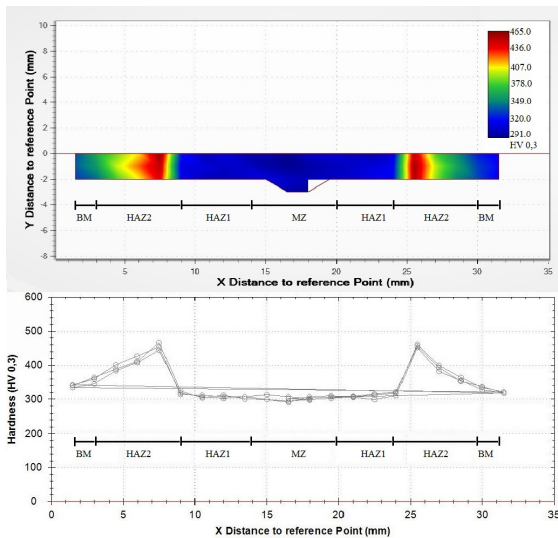 10
8
6
4
2
0
-2
-4
-6
-8
Y Distance to reference Point (mm)
465.0
436.0
407.0
378.0
349.0
320.0
291.0
HV 0,3
BM HAZ2 HAZ1 MZ HAZ1 HAZ2 BM
5 10 15 20 25 30 35
X Distance to reference Point (mm)
600
500
400
300
200
100
0
Hardness (HV 0,3)
BM HAZ2 HAZ1 MZ HAZ1 HAZ2 BM
0 5 10 15 20 25 30 35
X Distance to reference Point (mm)